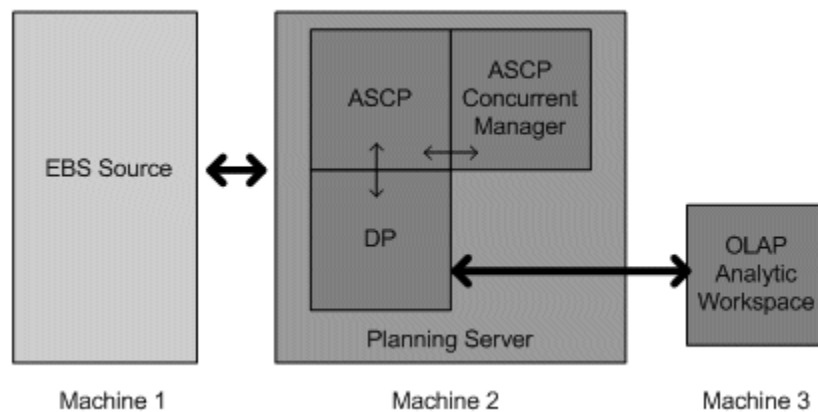 EBS Source
ASCP
ASCP
Concurrent
Manager
DP
Planning Server
OLAP
Analytic
Workspace
Machine 1
Machine 2
Machine 3